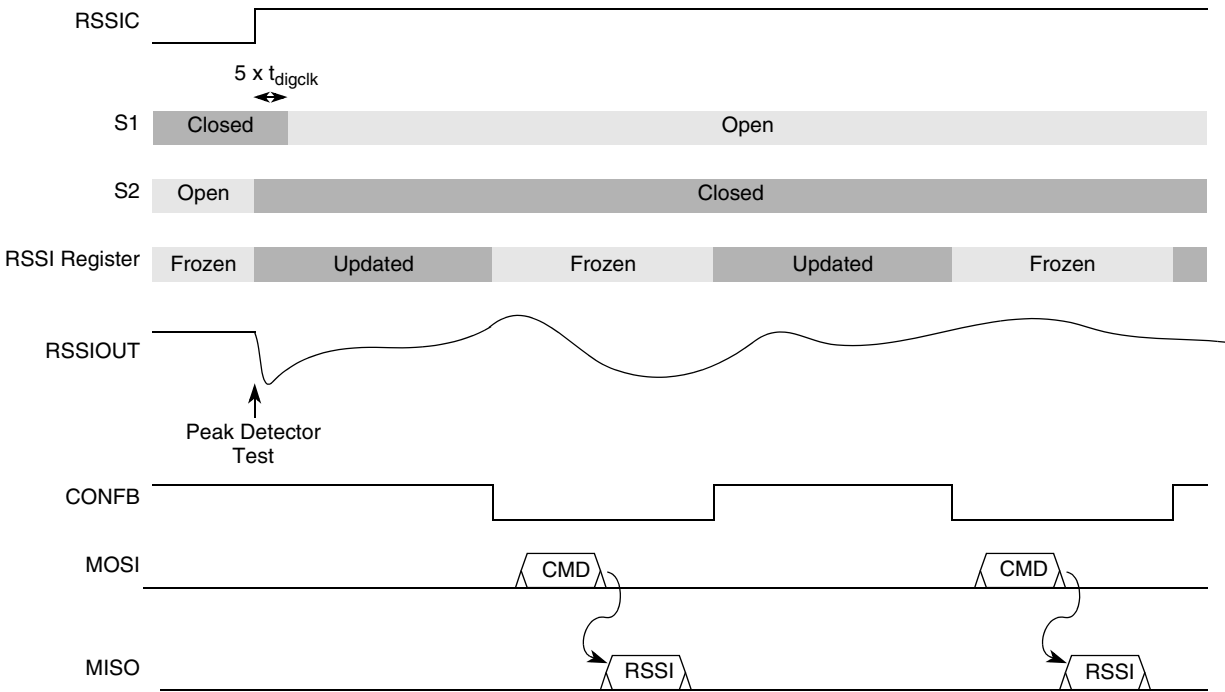 RSSIC
5 x tdigclk
S1 Closed Open
S2 Open Closed
RSSI Register Frozen Updated Frozen Updated Frozen
RSSIOUT
Peak Detector
Test
CONFB
MOSI CMD CMD
MISO RSSI RSSI